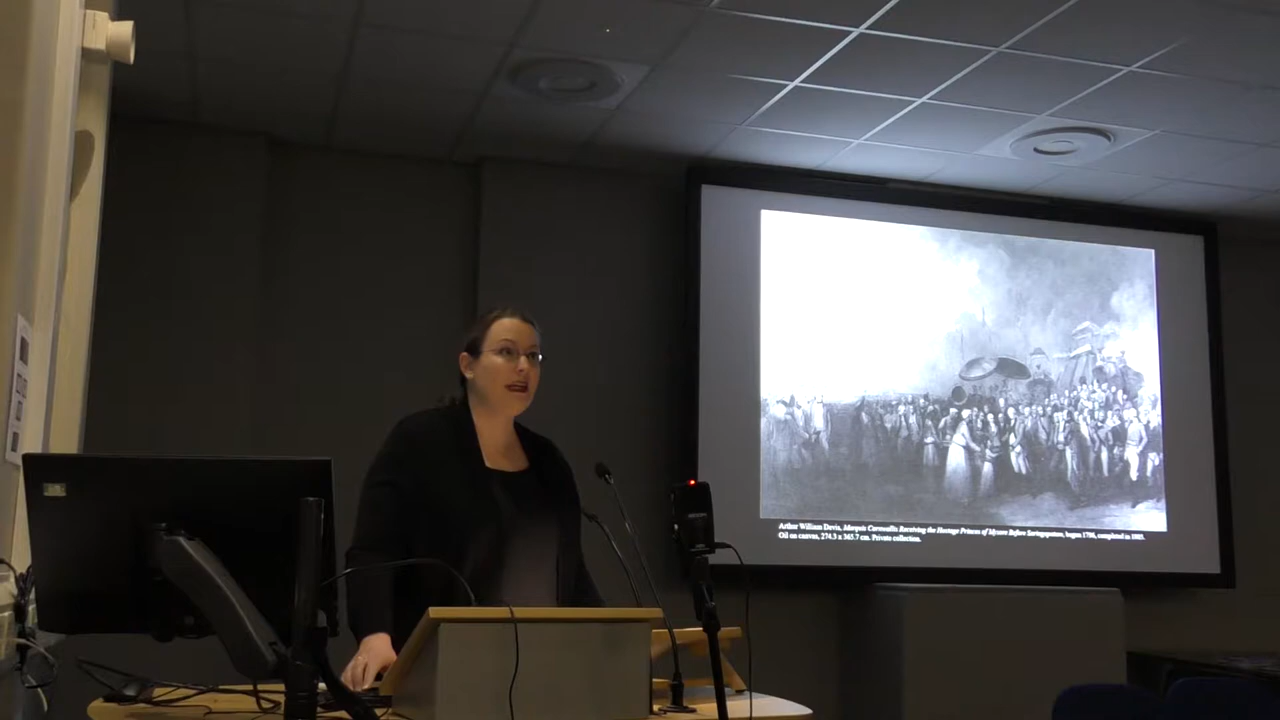 Arthur William Devis, Marquis Cornwallis Receiving the Hostage Princes of Mysore Before Seringapatam, begun 1796, completed in 1805.
Oil on canvas, 274.3 x 365.7 cm. Private collection.